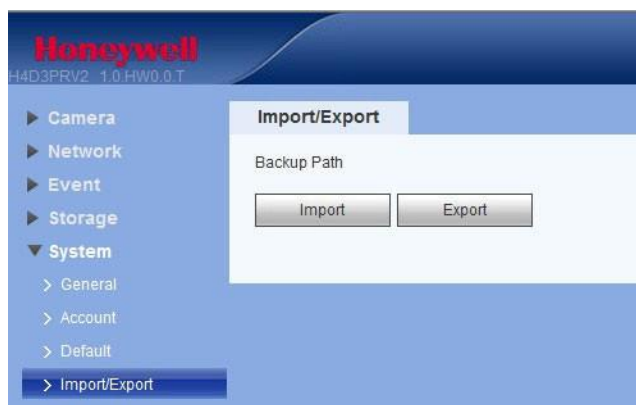 Honeywell
H4D3PRV2 1.0.HW0.0.T
Camera
Network
Event
Storage
System
General
Account
Default
Import/Export
Import/Export
Backup Path
Import Export